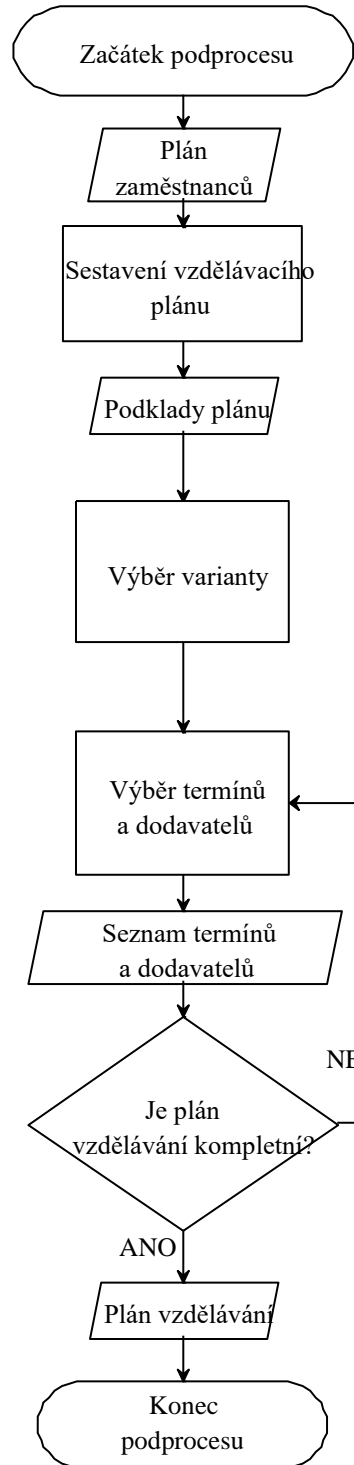 Začátek podprocesu
Plán
zaměstnanců
Sestavení vzdělávacího
plánu
Podklady plánu
Výběr varianty
Výběr termínů
a dodavatelů
Seznam termínů
a dodavatelů
NE
Je plán
vzdělávání kompletní?
ANO
Plán vzdělávání
Konec
podprocesu